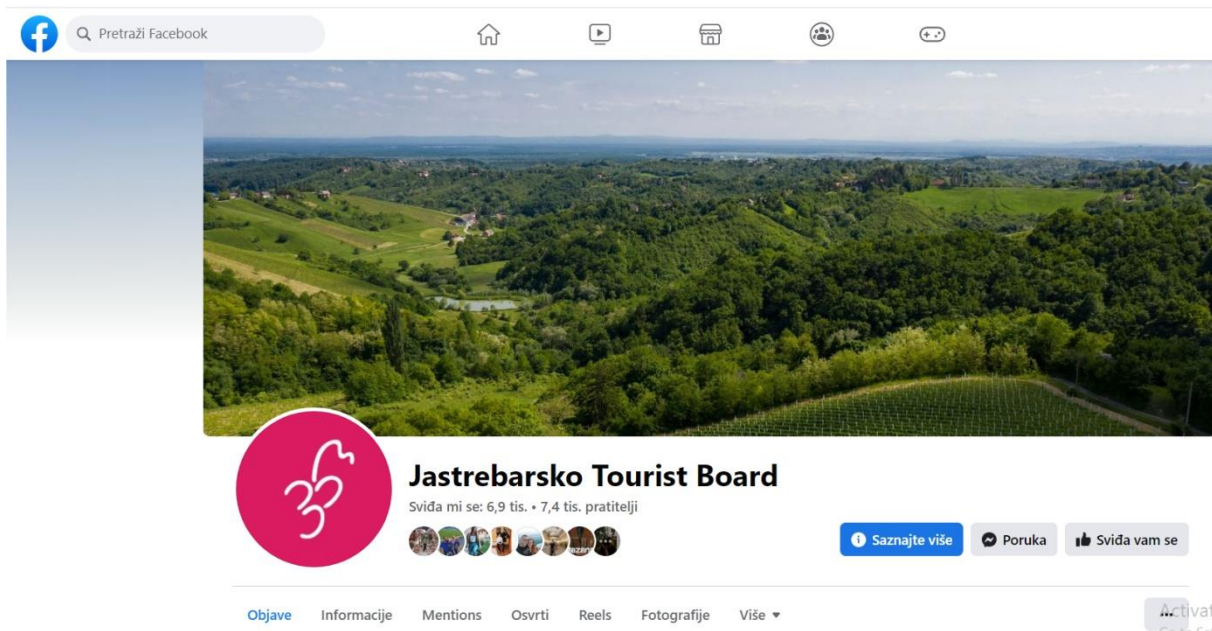 Pretraži Facebook
Jastrebarsko Tourist Board
Sviđa mi se: 6,9 tis. • 7,4 tis. pratitelji
Saznajte više
Poruka
Sviđa vam se
Objave Informacije Mentions Osvrti Reels Fotografije Više